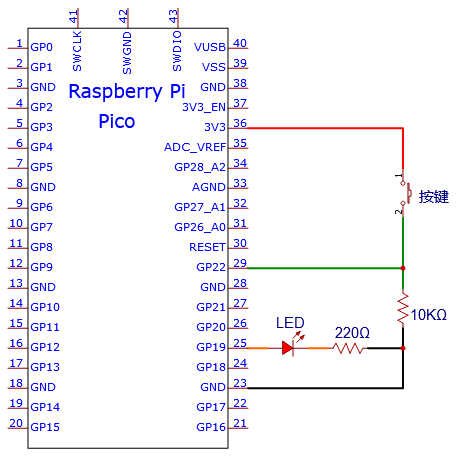 41 42 43
SWCLK SWGND SWDIO
Raspberry Pi
Pico
1 GP0 VUSB 40
2 GP1 VSS 39
3 GND GND 38
4 GP2 3V3_EN 37
5 GP3 3V3 36
6 GP4 ADC_VREF 35
7 GP5 GP28_A2 34
8 GND AGND 33
9 GP6 GP27_A1 32
10 GP7 GP26_A0 31
11 GP8 RESET 30
12 GP9 GP22 29
13 GND GND 28
14 GP10 GP21 27
15 GP11 GP20 26
16 GP12 GP19 25
17 GP13 GP18 24
18 GND GND 23
19 GP14 GP17 22
20 GP15 GP16 21
1
按键
2
10KΩ
LED
220Ω